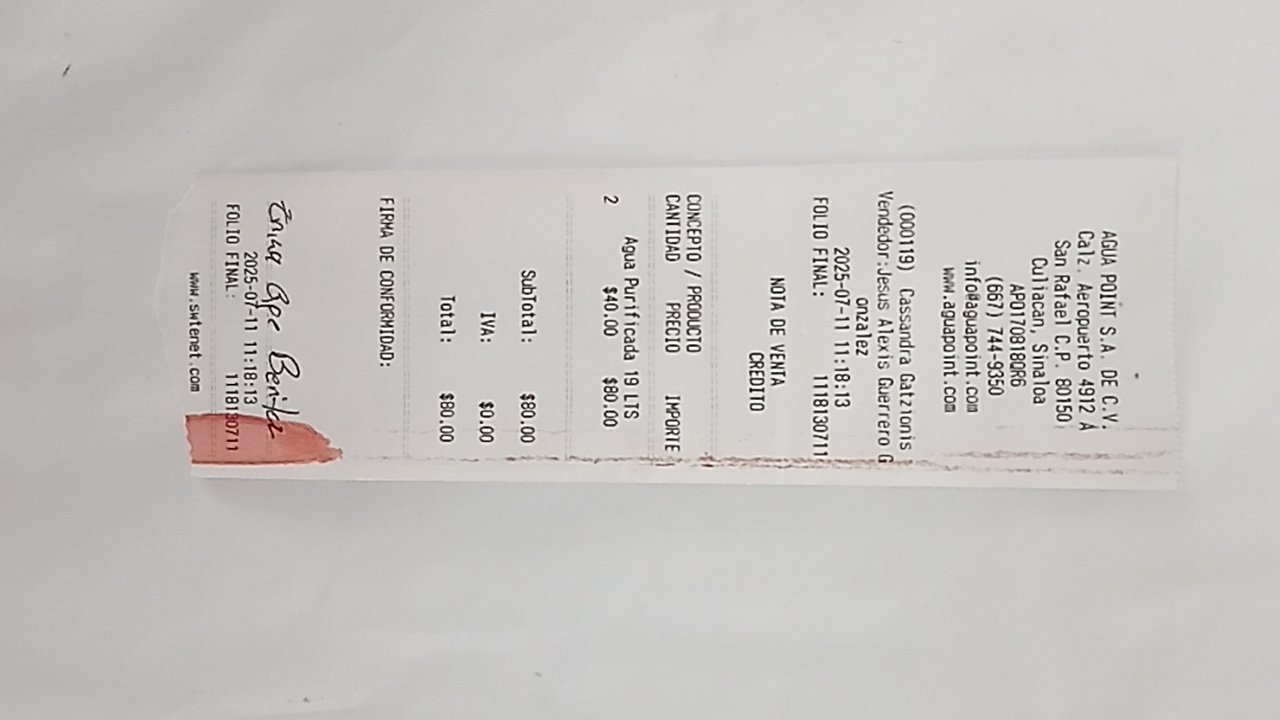 AGUA POINT S.A. DE C.V.
Calz. Aeropuerto 4912 A
San Rafael C.P. 80150
Culiacan, Sinaloa
APO1708180R6
(667) 744-9350
info@aguapoint.com
www.aguapoint.com
(000119) Cassandra Gatzionis
Vendedor:Jesus Alexis Guerrero G
onzalez
2025-07-11 11:18:13
FOLIO FINAL: 1118130711
NOTA DE VENTA
CREDITO
CONCEPTO / PRODUCTO
CANTIDAD PRECIO IMPORTE
Agua Purificada 19 LTS
2 $40.00 $80.00
SubTotal: $80.00
IVA: $0.00
Total: $80.00
FIRMA DE CONFORMIDAD:
Gpe
2025-07-11 11:18:13
FOLIO FINAL: 1118130711
www.swtenet.com